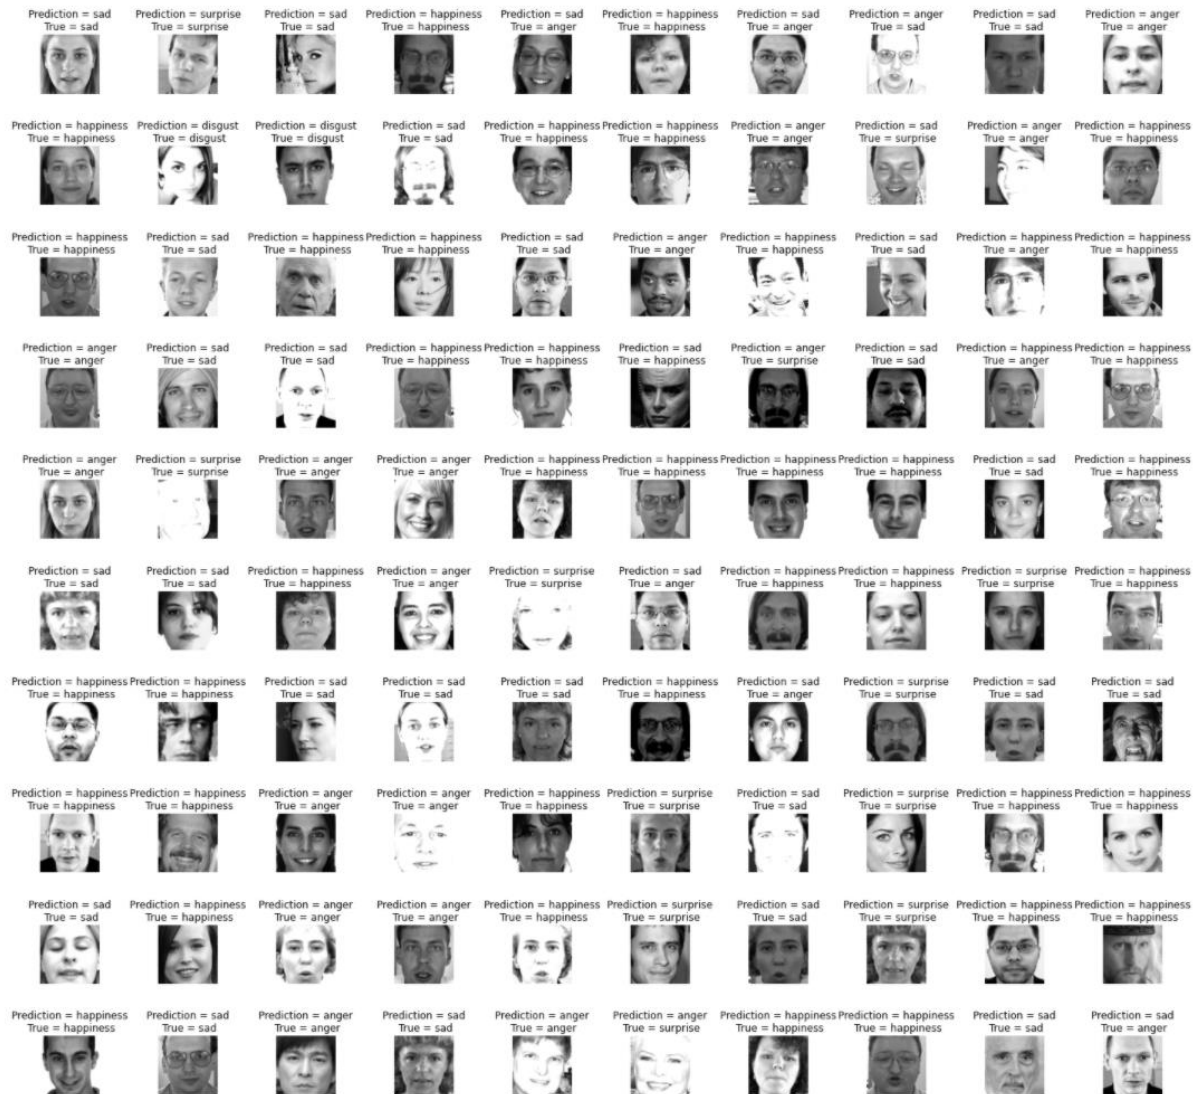 Prediction = sad Prediction = surprise Prediction = sad Prediction = happiness Prediction = sad Prediction = happiness Prediction = sad Prediction = anger Prediction = sad Prediction = anger
True = sad True = surprise True = sad True = happiness True = anger True = happiness True = anger True = anger True = sad True = anger
Prediction = happiness Prediction = disgust Prediction = disgust Prediction = sad Prediction = happiness Prediction = happiness Prediction = anger Prediction = sad Prediction = anger Prediction = happiness
True = happiness True = disgust True = disgust True = sad True = happiness True = happiness True = anger True = surprise True = anger True = happiness
Prediction = happiness Prediction = sad Prediction = happiness Prediction = happiness Prediction = sad Prediction = anger Prediction = happiness Prediction = sad Prediction = happiness Prediction = happiness
True = happiness True = sad True = happiness True = happiness True = sad True = anger True = happiness True = sad True = anger True = happiness
Prediction = anger Prediction = sad Prediction = sad Prediction = happiness Prediction = happiness Prediction = sad Prediction = anger Prediction = sad Prediction = happiness Prediction = happiness
True = anger True = sad True = sad True = happiness True = happiness True = happiness True = surprise True = sad True = anger True = happiness
Prediction = anger Prediction = surprise Prediction = anger Prediction = anger Prediction = happiness Prediction = happiness Prediction = happiness Prediction = happiness Prediction = sad Prediction = happiness
True = anger True = surprise True = anger True = anger True = happiness True = happiness True = happiness True = happiness True = sad True = happiness
Prediction = sad Prediction = sad Prediction = happiness Prediction = anger Prediction = surprise Prediction = sad Prediction = happiness Prediction = happiness Prediction = surprise Prediction = happiness
True = sad True = sad True = happiness True = anger True = surprise True = anger True = happiness True = happiness True = surprise True = happiness
Prediction = happiness Prediction = happiness Prediction = sad Prediction = sad Prediction = sad Prediction = happiness Prediction = sad Prediction = surprise Prediction = sad Prediction = sad
True = happiness True = happiness True = sad True = sad True = sad True = happiness True = anger True = surprise True = sad True = sad
Prediction = happiness Prediction = happiness Prediction = anger Prediction = anger Prediction = happiness Prediction = surprise Prediction = sad Prediction = surprise Prediction = happiness Prediction = happiness
True = happiness True = happiness True = anger True = anger True = happiness True = surprise True = sad True = surprise True = happiness True = happiness
Prediction = sad Prediction = happiness Prediction = anger Prediction = anger Prediction = happiness Prediction = surprise Prediction = sad Prediction = surprise Prediction = happiness Prediction = happiness
True = sad True = happiness True = anger True = anger True = happiness True = surprise True = sad True = surprise True = happiness True = happiness
Prediction = happiness Prediction = sad Prediction = anger Prediction = sad Prediction = anger Prediction = anger Prediction = happiness Prediction = happiness Prediction = sad Prediction = sad
True = happiness True = sad True = anger True = sad True = anger True = surprise True = happiness True = happiness True = sad True = anger